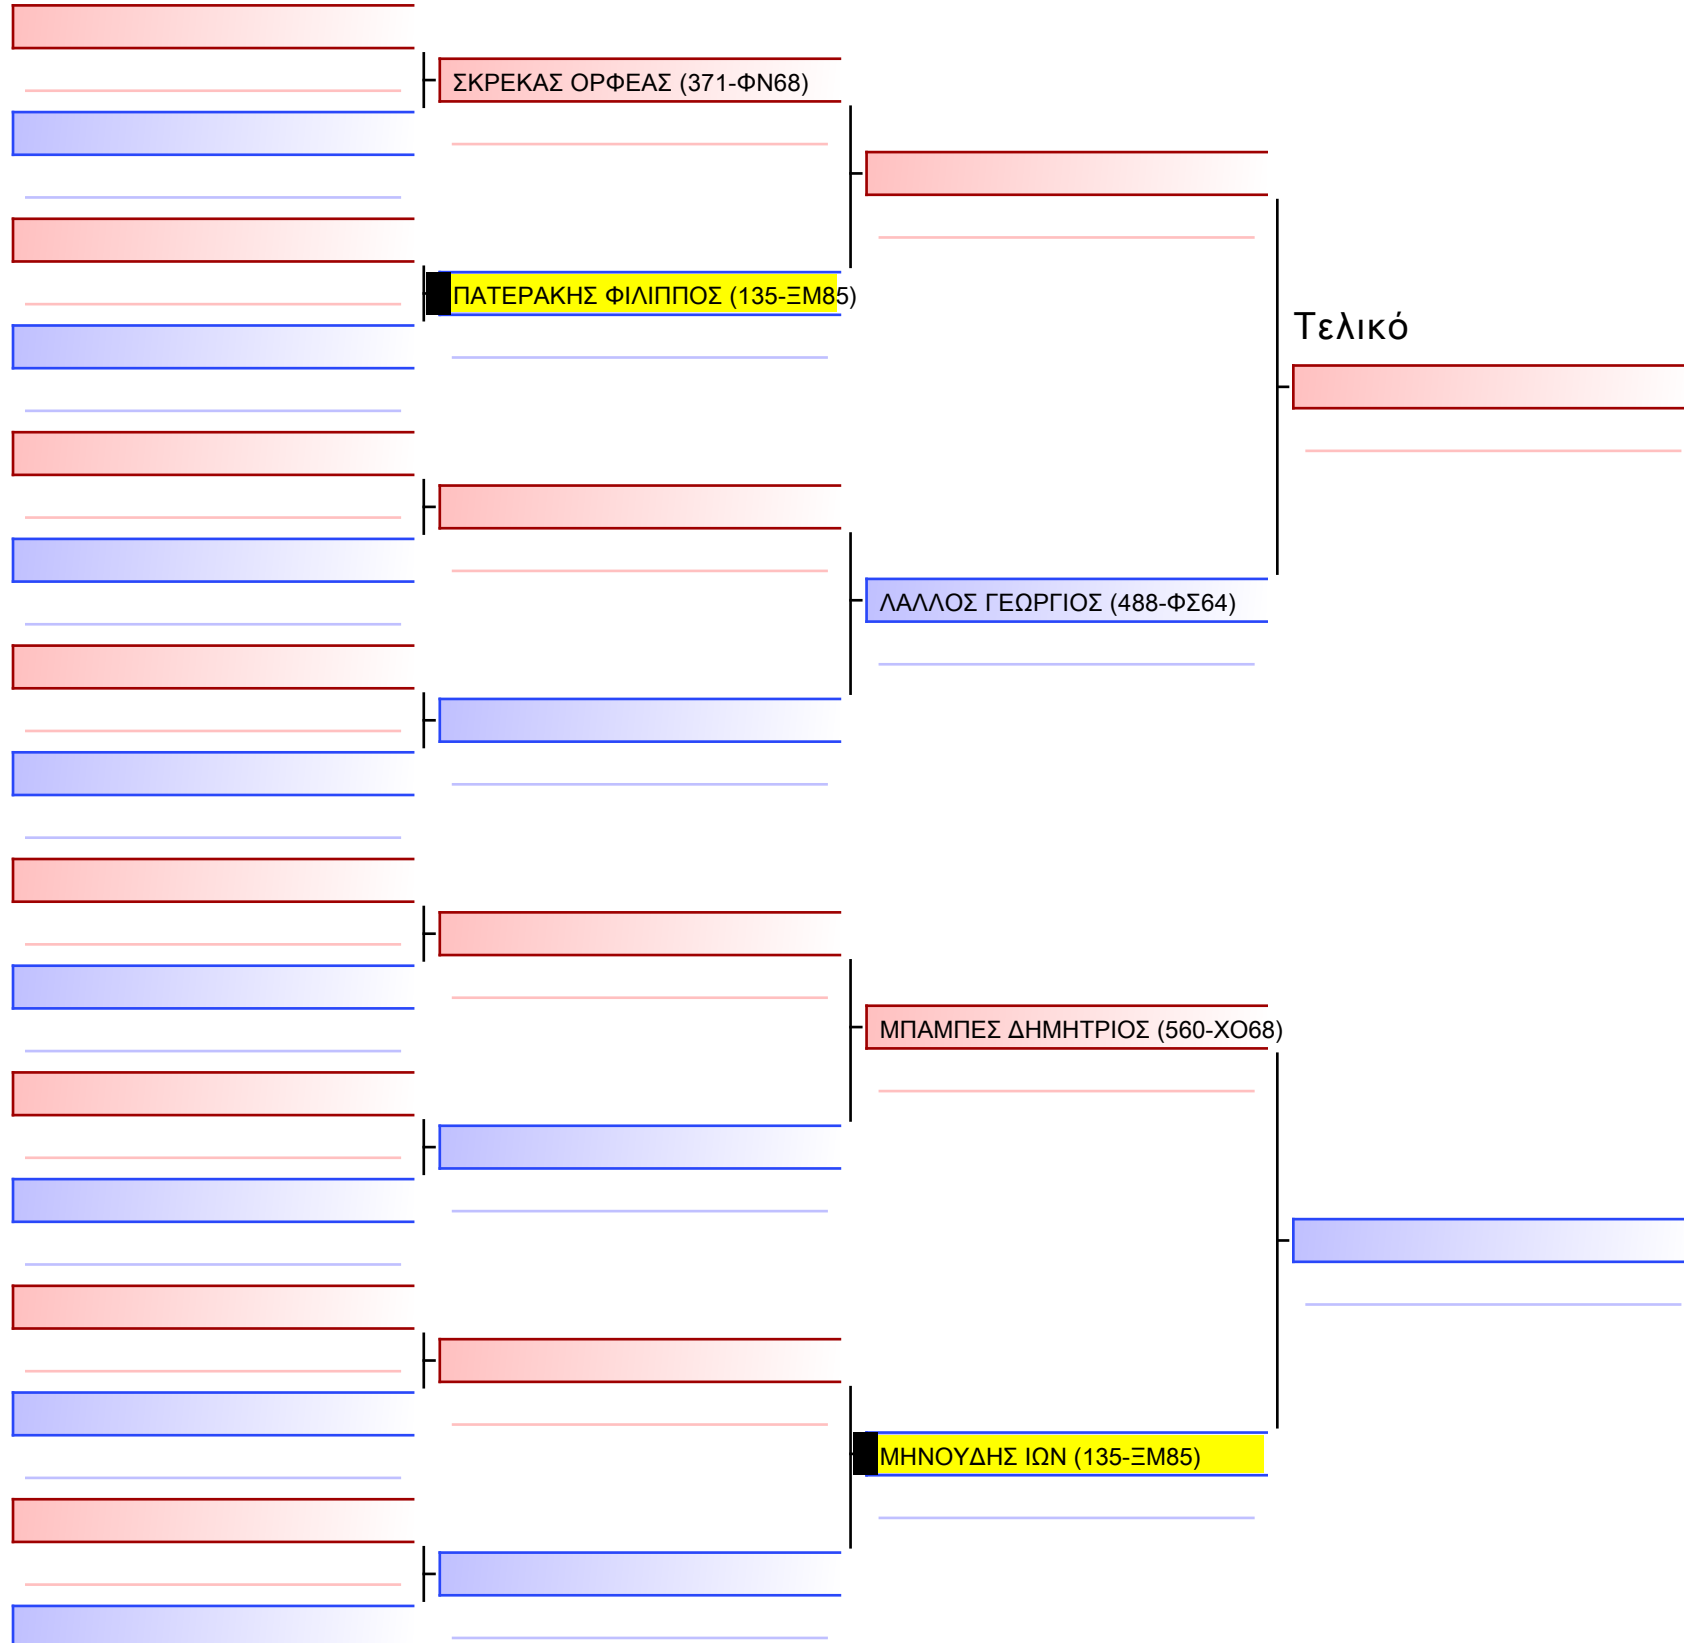 ΣΚΡΕΚΑΣ ΟΡΦΕΑΣ (371-ΦΝ68)
ΠΑΤΕΡΑΚΗΣ ΦΙΛΙΠΠΟΣ (135-ΞΜ85)
Τελικό
ΛΑΛΛΟΣ ΓΕΩΡΓΙΟΣ (488-ΦΣ64)
ΜΠΑΜΠΕΣ ΔΗΜΗΤΡΙΟΣ (560-ΧΟ68)
ΜΗΝΟΥΔΗΣ ΙΩΝ (135-ΞΜ85)